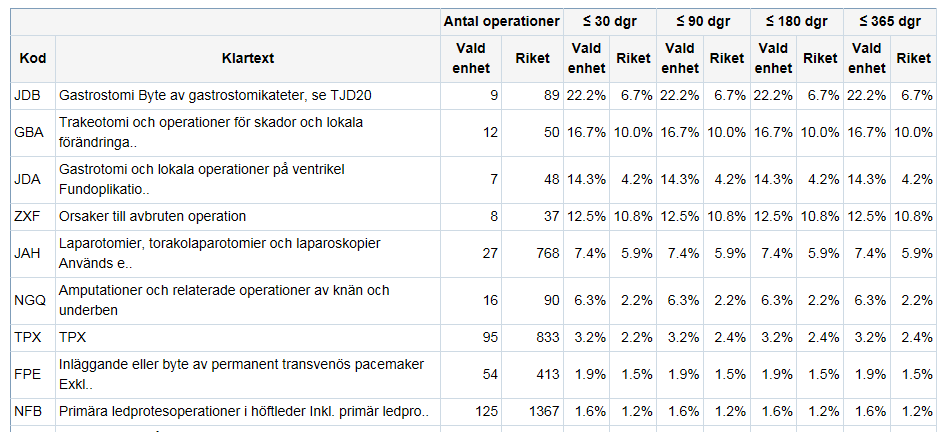 Antal operationer ≤ 30 dgr ≤ 90 dgr ≤ 180 dgr ≤ 365 dgr
Kod Klartext Vald enhet Riket Vald enhet Riket Vald enhet Riket Vald enhet Riket Vald enhet Riket
JDB Gastrostomi Byte av gastrostomikateter, se TJD20 9 89 22.2% 6.7% 22.2% 6.7% 22.2% 6.7% 22.2% 6.7%
GBA Trakeotomi och operationer för skador och lokala
förändringa.. 12 50 16.7% 10.0% 16.7% 10.0% 16.7% 10.0% 16.7% 10.0%
JDA Gastrotomi och lokala operationer på ventrikel
Fundoplikatio.. 7 48 14.3% 4.2% 14.3% 4.2% 14.3% 4.2% 14.3% 4.2%
ZXF Orsaker till avbruten operation 8 37 12.5% 10.8% 12.5% 10.8% 12.5% 10.8% 12.5% 10.8%
JAH Laparotomier, torakolaparotomier och laparoskopier
Används e.. 27 768 7.4% 5.9% 7.4% 5.9% 7.4% 5.9% 7.4% 5.9%
NGQ Amputationer och relaterade operationer av knän och
underben 16 90 6.3% 2.2% 6.3% 2.2% 6.3% 2.2% 6.3% 2.2%
TPX TPX 95 833 3.2% 2.2% 3.2% 2.4% 3.2% 2.4% 3.2% 2.4%
FPE Inläggande eller byte av permanent transvenös pacemaker
Exkl.. 54 413 1.9% 1.5% 1.9% 1.5% 1.9% 1.5% 1.9% 1.5%
NFB Primära ledprotesoperationer i höftleder Inkl. primär ledpro.. 125 1367 1.6% 1.2% 1.6% 1.2% 1.6% 1.2% 1.6% 1.2%